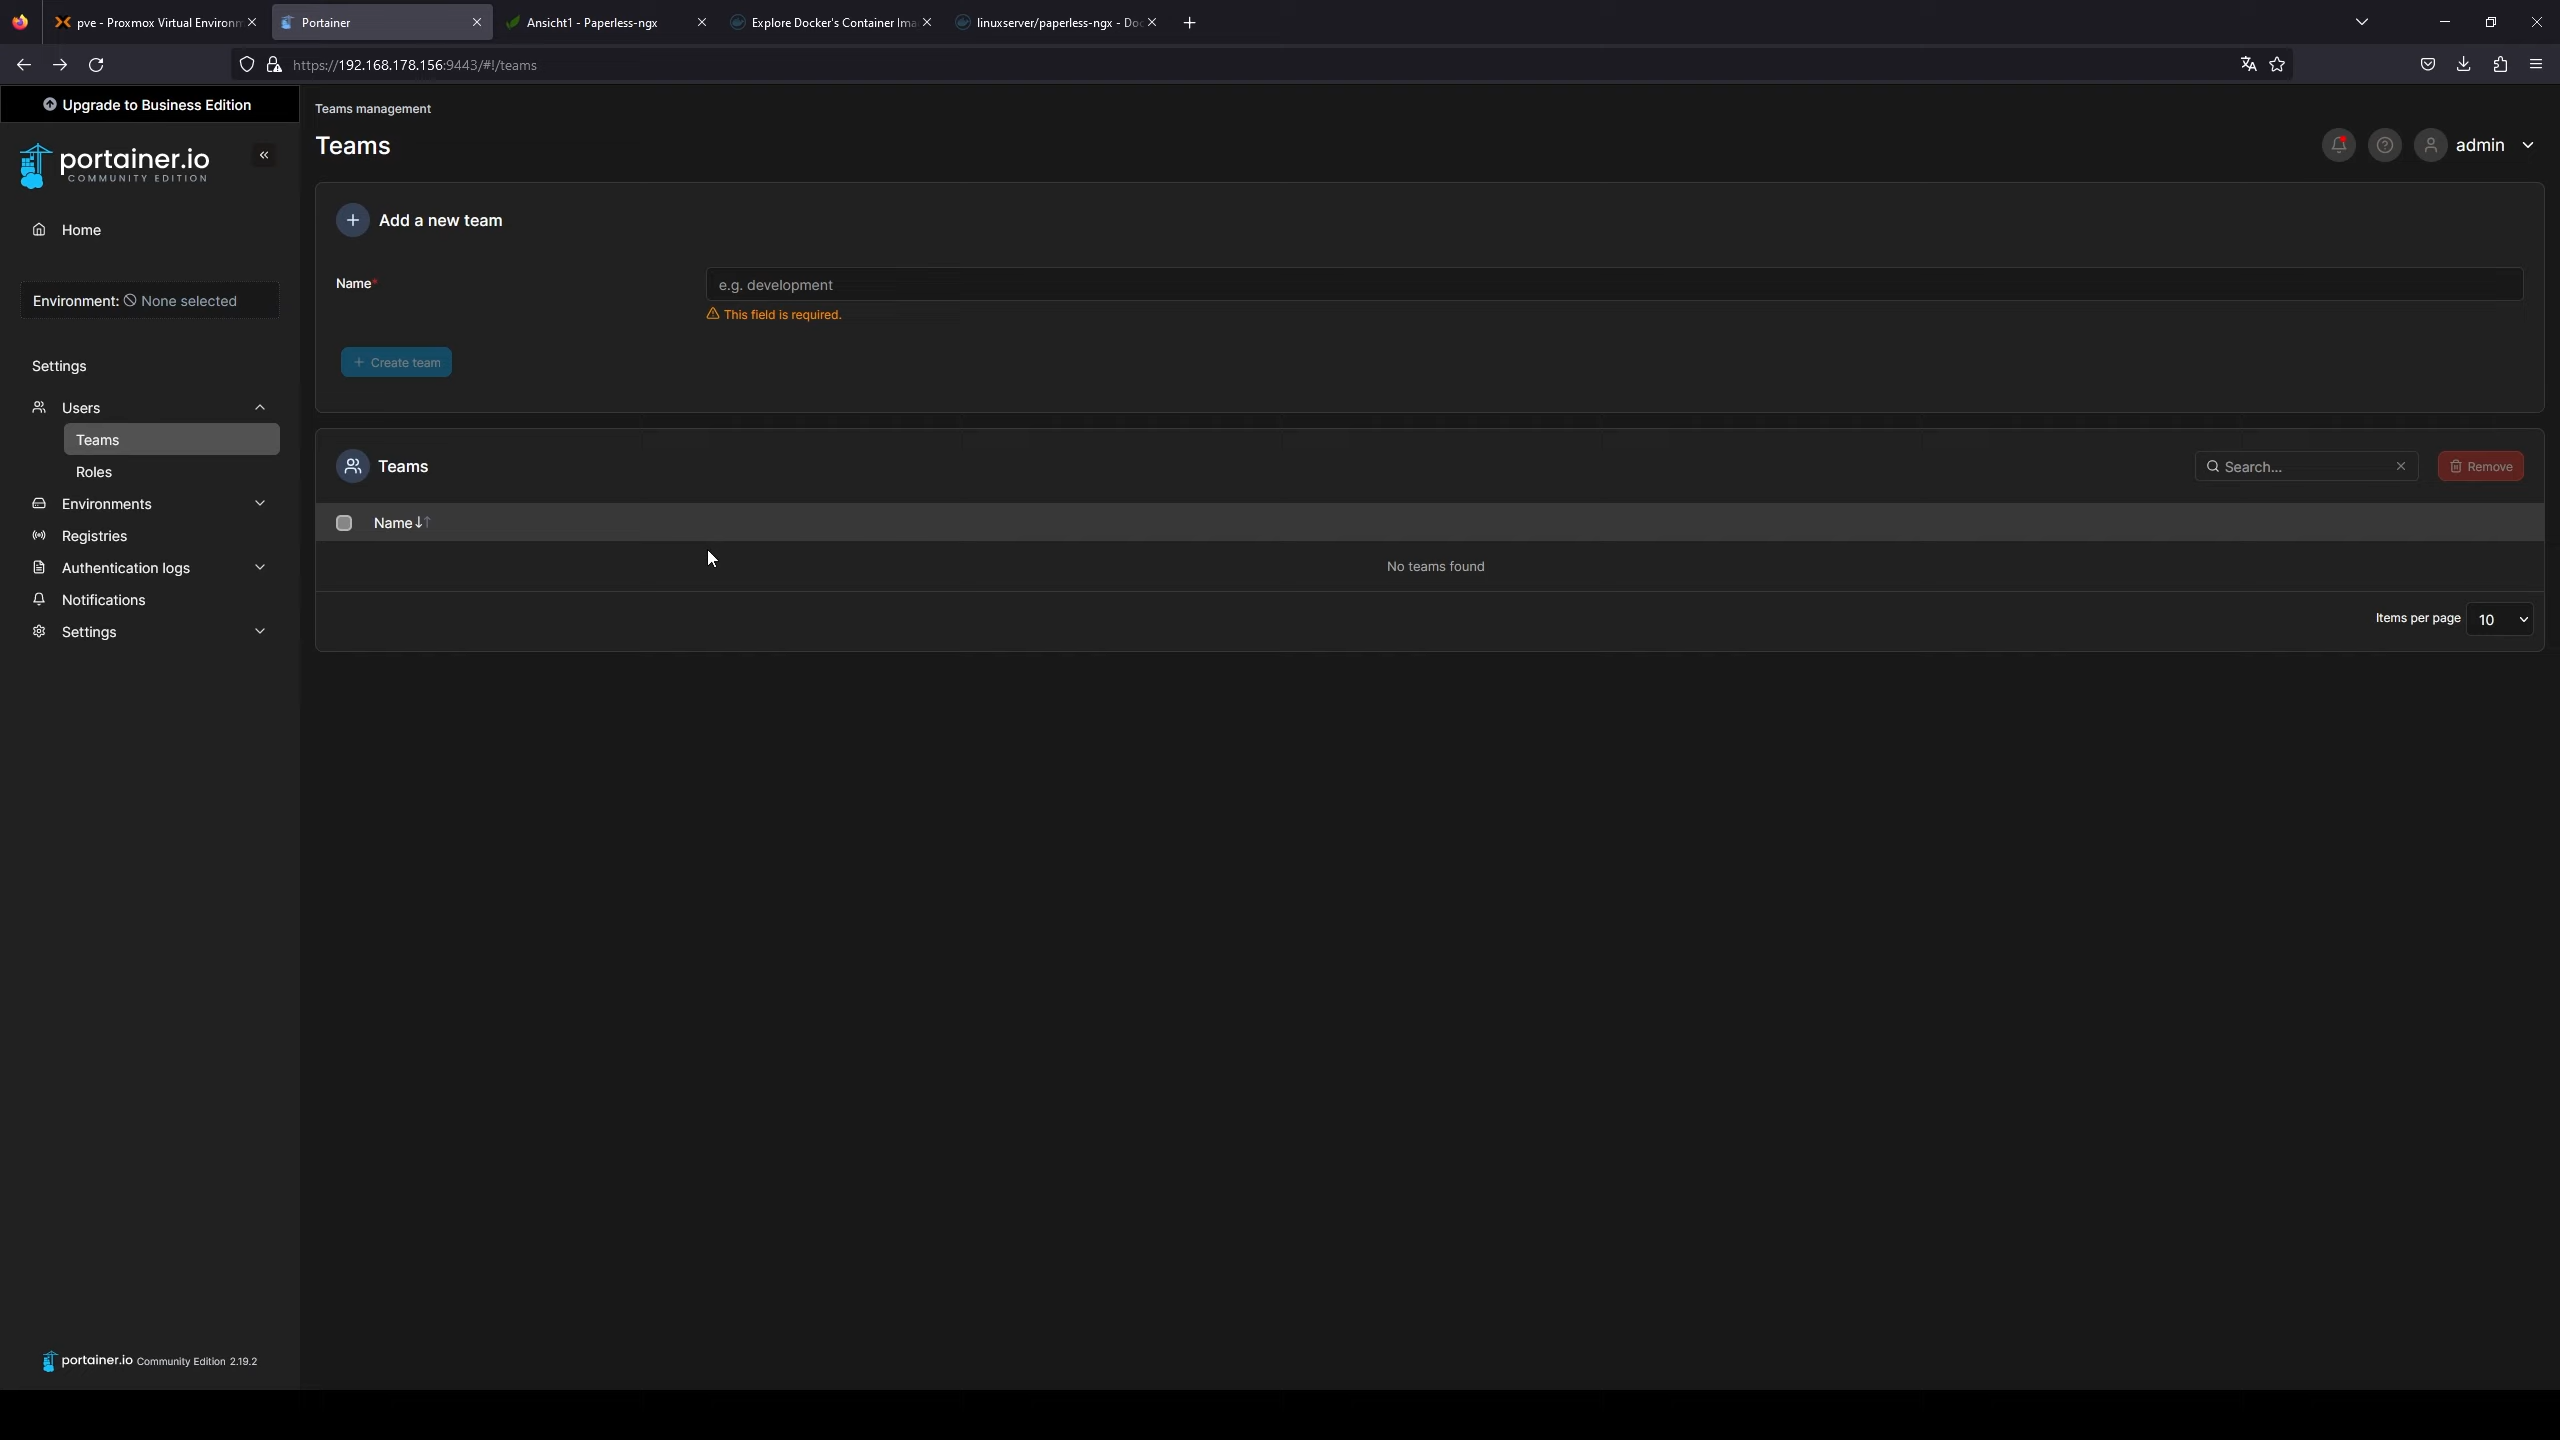 pve - Proxmox Virtual Environm
Portainer
Ansicht1 - Paperless-ngx
Explore Docker's Container Ima
linuxserver/paperless-ngx - Doc
https://192.168.178.156:9443/#!/teams
Upgrade to Business Edition
portainer.io
COMMUNITY EDITION
Home
Environment: None selected
Settings
Users
Teams
Roles
Environments
Registries
Authentication logs
Notifications
Settings
portainer.io Community Edition 2.19.2
Teams management
Teams
admin
Add a new team
Name*
e.g. development
This field is required.
+ Create team
Teams
Search...
Remove
Name
No teams found
Items per page 10